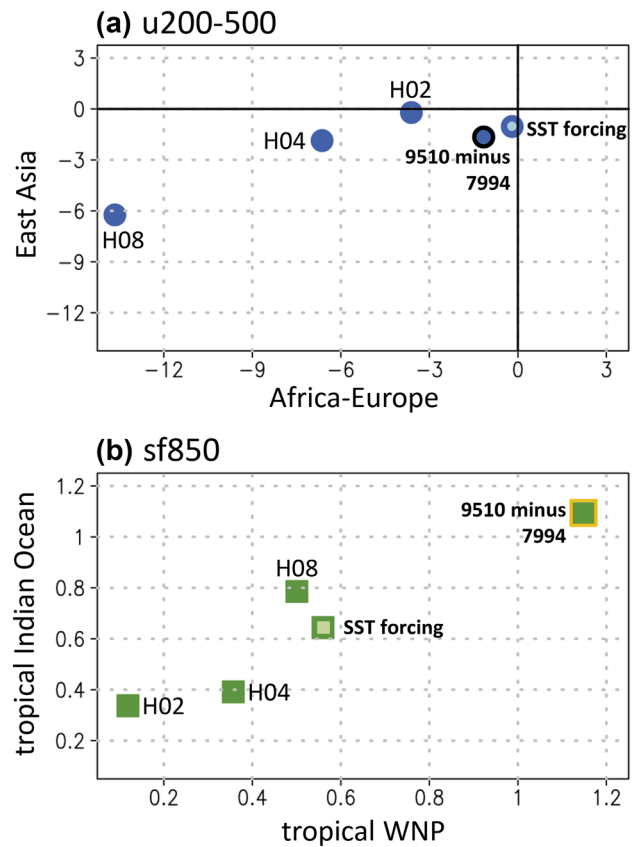 (a) u200-500
3
0
−3
−6
−9
−12
East Asia
H02
H04
SST forcing
9510 minus
7994
H08
−12 −9 −6 −3 0 3
Africa-Europe
(b) sf850
1.2
1
0.8
0.6
0.4
0.2
tropical Indian Ocean
9510 minus
7994
H08
SST forcing
H02
H04
0.2 0.4 0.6 0.8 1 1.2
tropical WNP